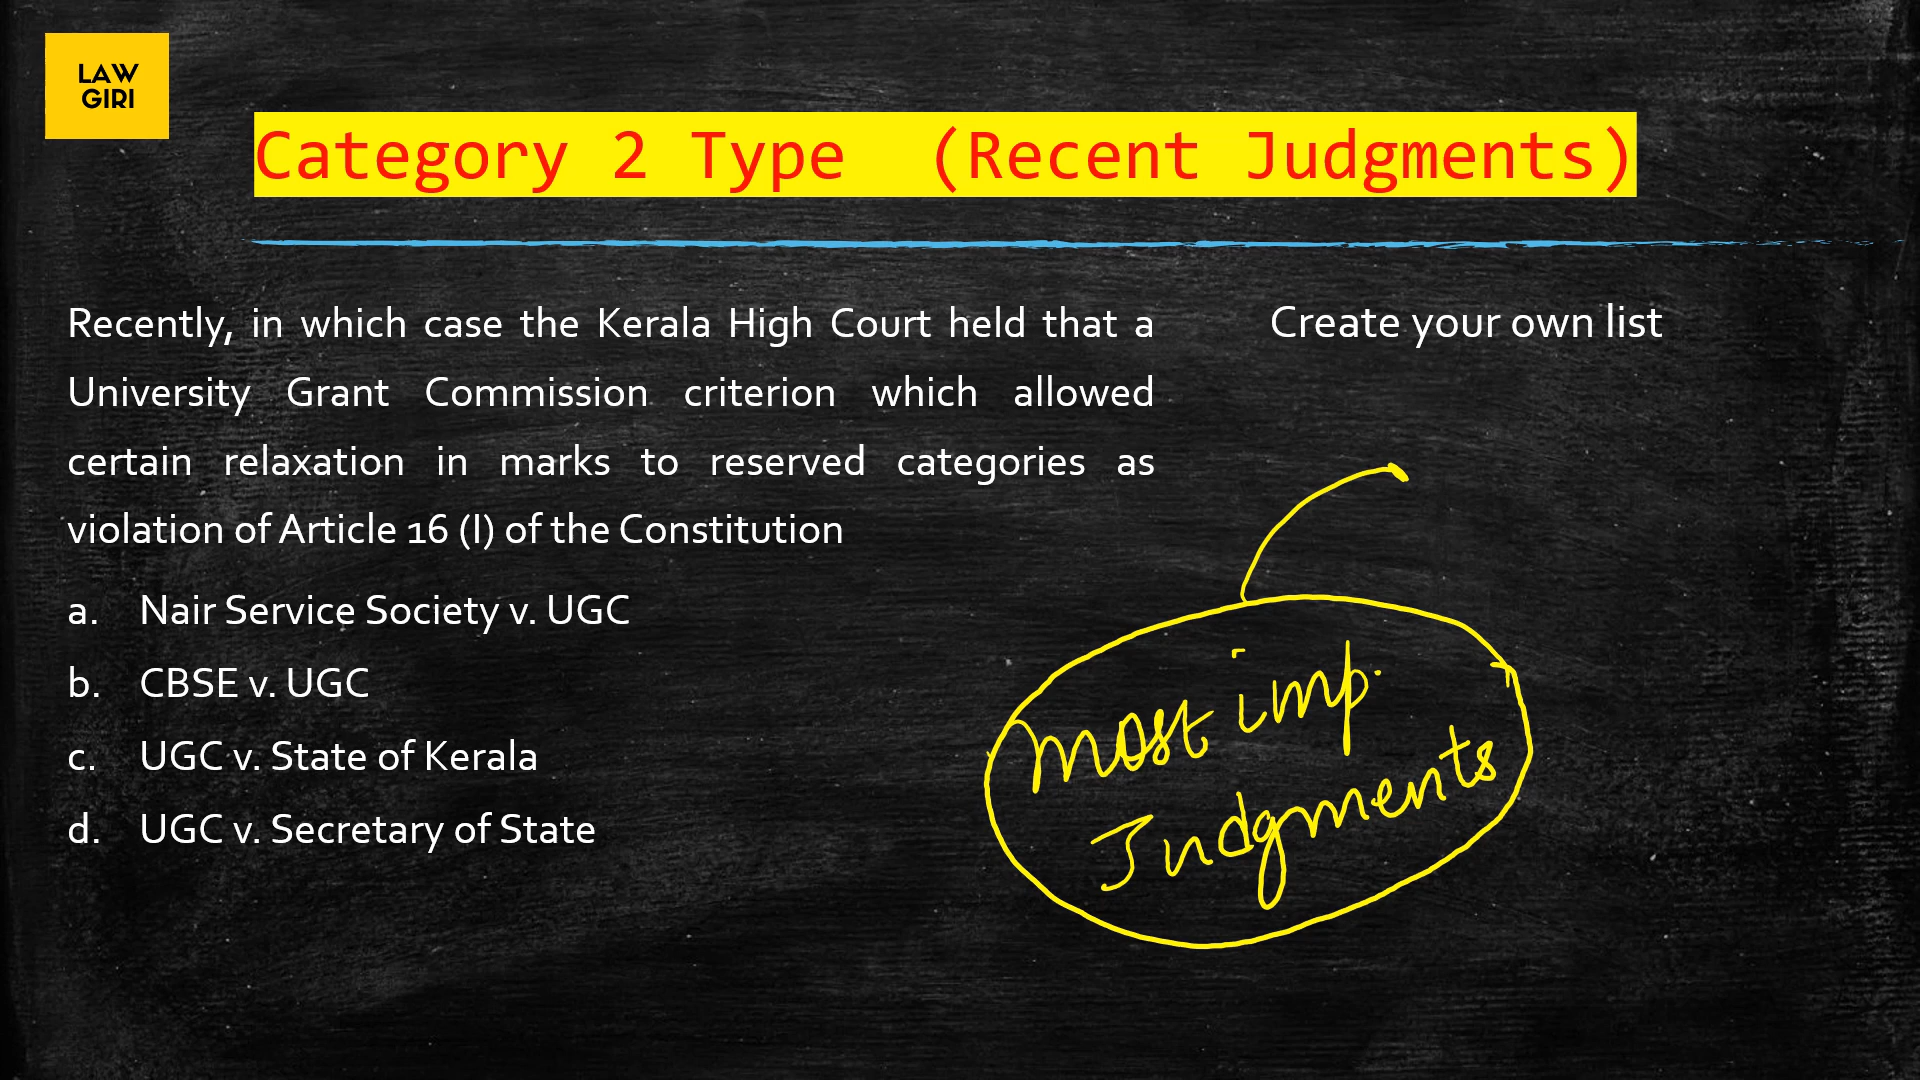 LAW
GIRI
Category 2 Type (Recent Judgments)
Recently, in which case the Kerala High Court held that a
University Grant Commission criterion which allowed
certain relaxation in marks to reserved categories as
violation of Article 16 (I) of the Constitution
a. Nair Service Society v. UGC
b. CBSE v. UGC
c. UGC v. State of Kerala
d. UGC v. Secretary of State
Create your own list
most imp.
Judgments